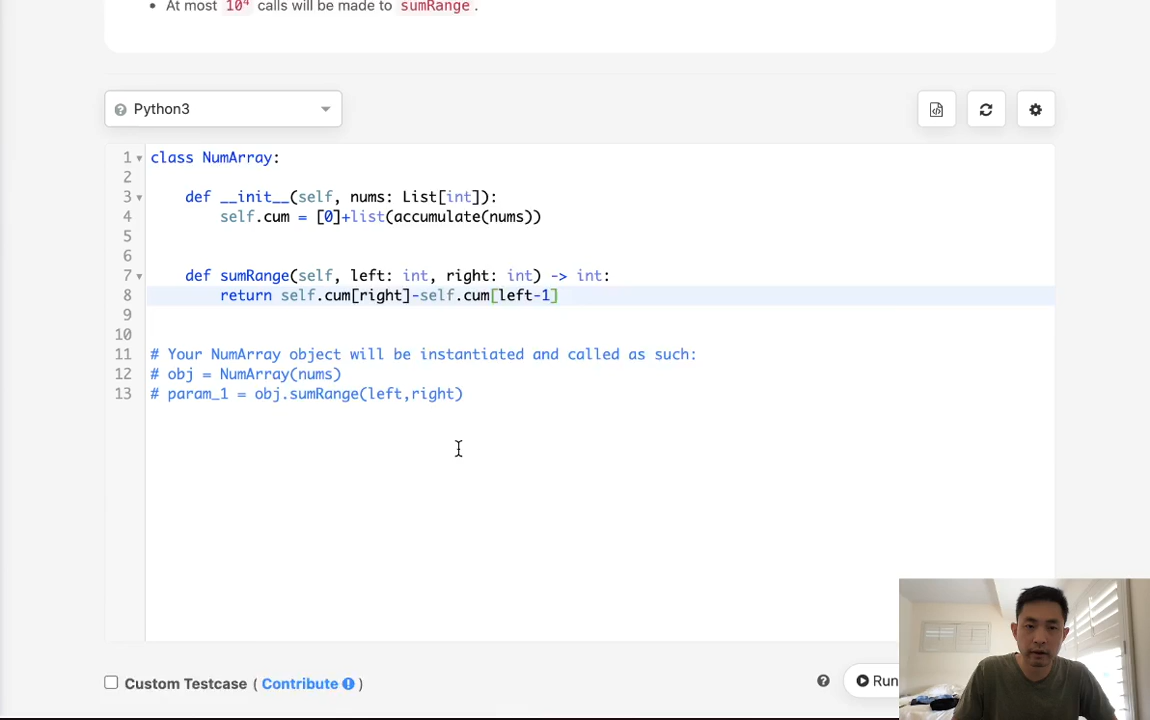 • At most 10⁴ calls will be made to sumRange .
Python3
1 class NumArray:
2
3 def __init__(self, nums: List[int]):
4 self.cum = [0]+list(accumulate(nums))
5
6
7 def sumRange(self, left: int, right: int) -> int:
8 return self.cum[right]-self.cum[left-1]
9
10
11 # Your NumArray object will be instantiated and called as such:
12 # obj = NumArray(nums)
13 # param_1 = obj.sumRange(left,right)
Custom Testcase ( Contribute )
Run